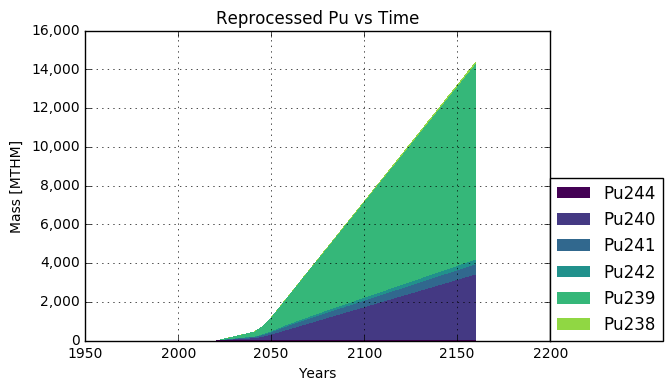 Reprocessed Pu vs Time
16,000
14,000
12,000
10,000
8,000
6,000
4,000
2,000
0
Mass [MTHM]
1950 2000 2050 2100 2150 2200
Years
Pu244
Pu240
Pu241
Pu242
Pu239
Pu238